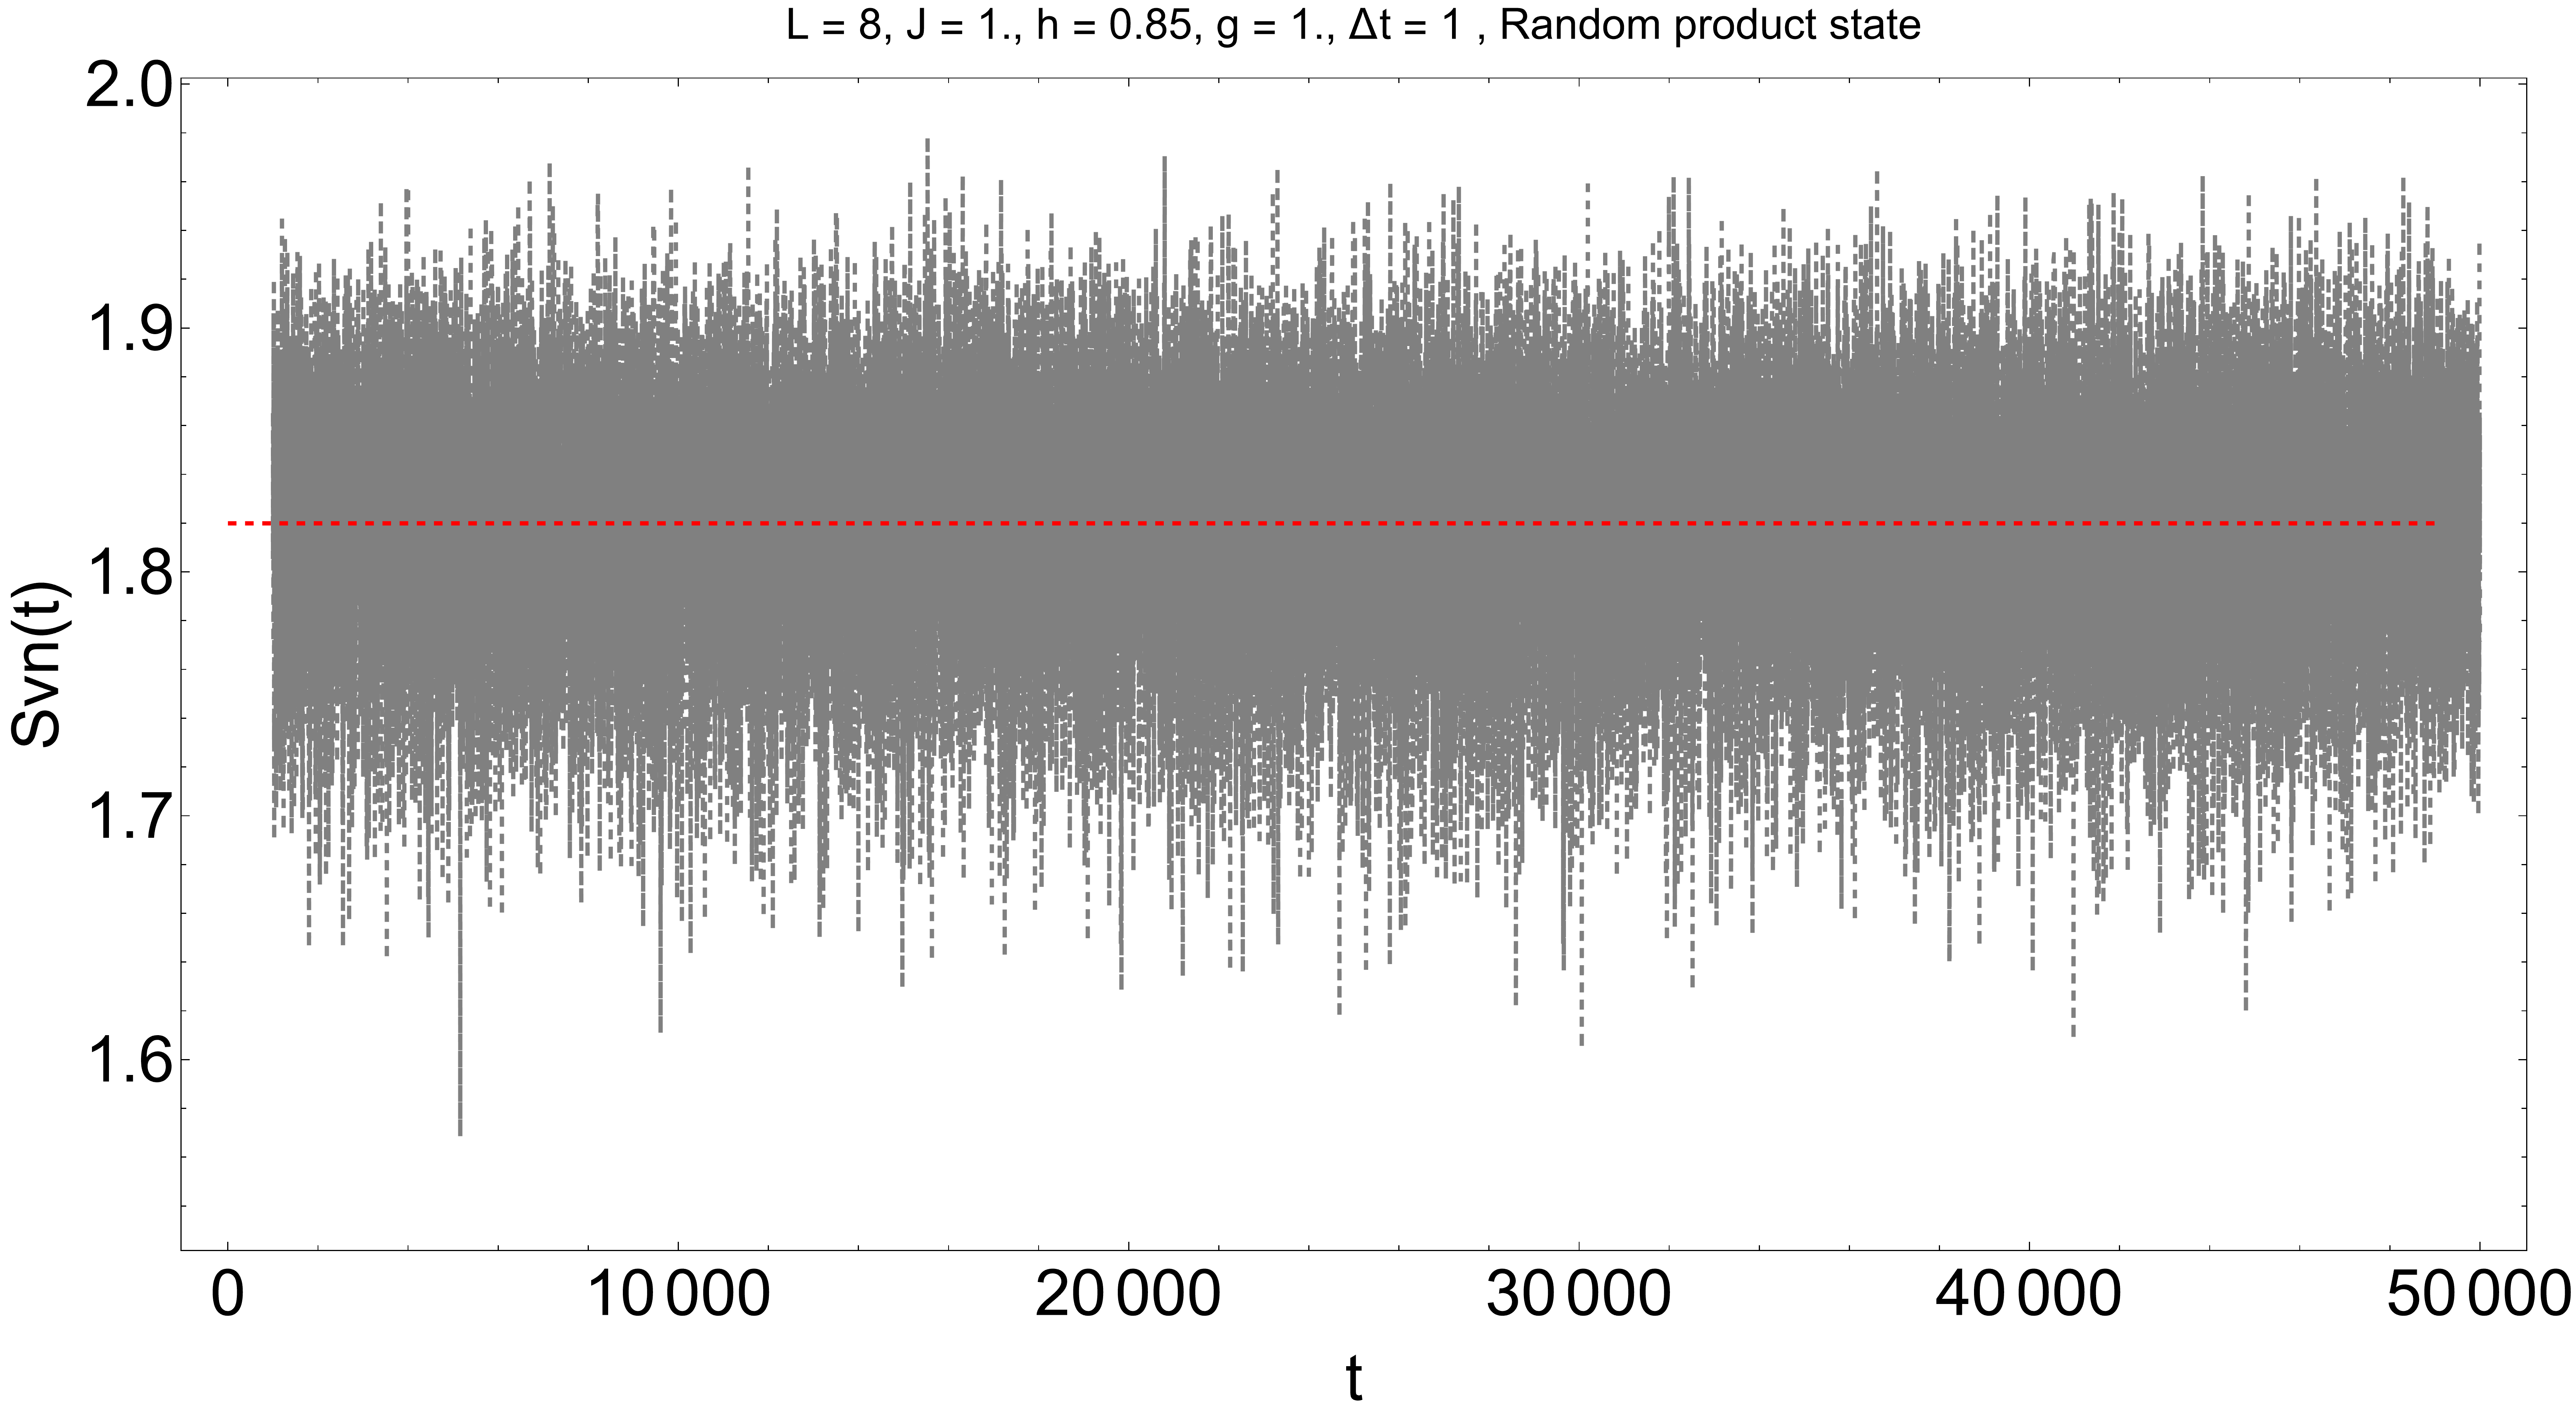 L = 8, J = 1., h = 0.85, g = 1., Δt = 1 , Random product state
2.0
1.9
1.8
1.7
1.6
Svn(t)
0 10 000 20 000 30 000 40 000 50 000
t